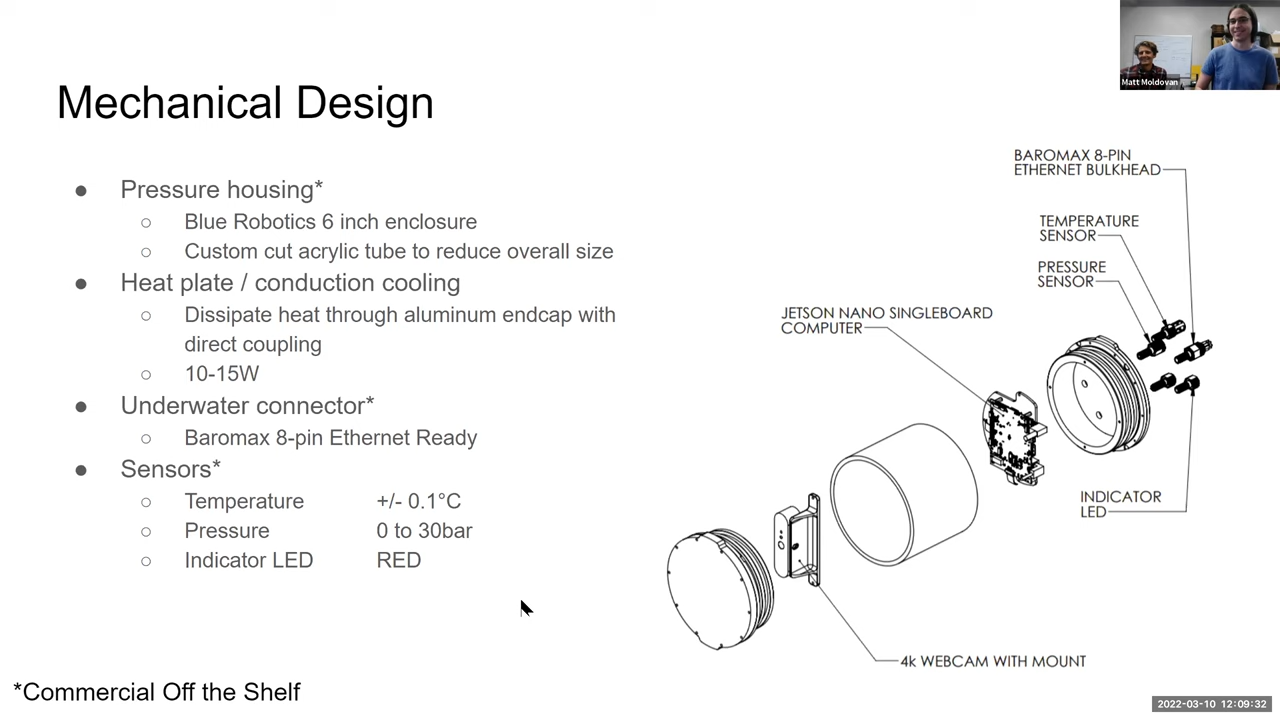 Matt Moldovan
Mechanical Design
● Pressure housing*
○ Blue Robotics 6 inch enclosure
○ Custom cut acrylic tube to reduce overall size
● Heat plate / conduction cooling
○ Dissipate heat through aluminum endcap with
direct coupling
○ 10-15W
● Underwater connector*
○ Baromax 8-pin Ethernet Ready
● Sensors*
○ Temperature +/- 0.1°C
○ Pressure 0 to 30bar
○ Indicator LED RED
BAROMAX 8-PIN
ETHERNET BULKHEAD
TEMPERATURE
SENSOR
PRESSURE
SENSOR
JETSON NANO SINGLEBOARD
COMPUTER
INDICATOR
LED
4k WEBCAM WITH MOUNT
*Commercial Off the Shelf
2022-03-10 12:09:32